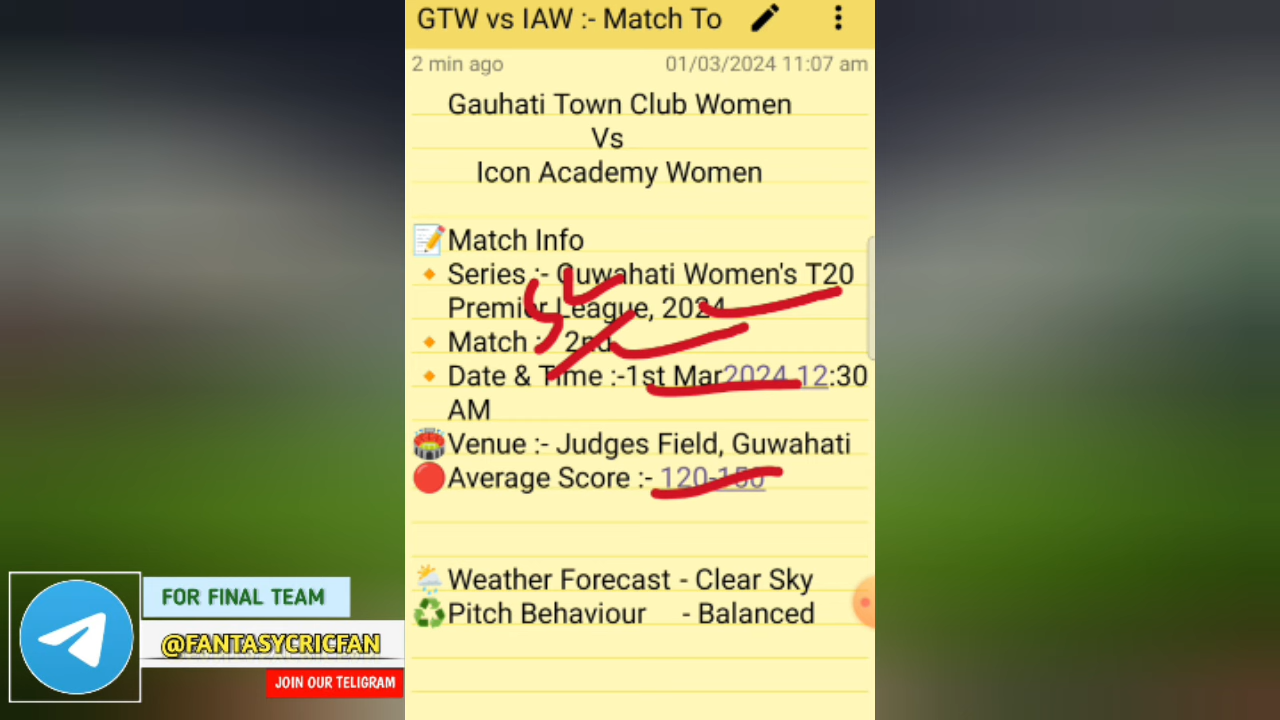 GTW vs IAW :- Match To
2 min ago 01/03/2024 11:07 am
Gauhati Town Club Women
Vs
Icon Academy Women
📝Match Info
🔸Series :- Guwahati Women's T20
Premier League, 2024
🔸Match :- 2nd
🔸Date & Time :-1st Mar2024 12:30
AM
🏟Venue :- Judges Field, Guwahati
🔴Average Score :- 120-150
🌦Weather Forecast - Clear Sky
♻Pitch Behaviour - Balanced
FOR FINAL TEAM
@FANTASYCRICFAN
JOIN OUR TELIGRAM